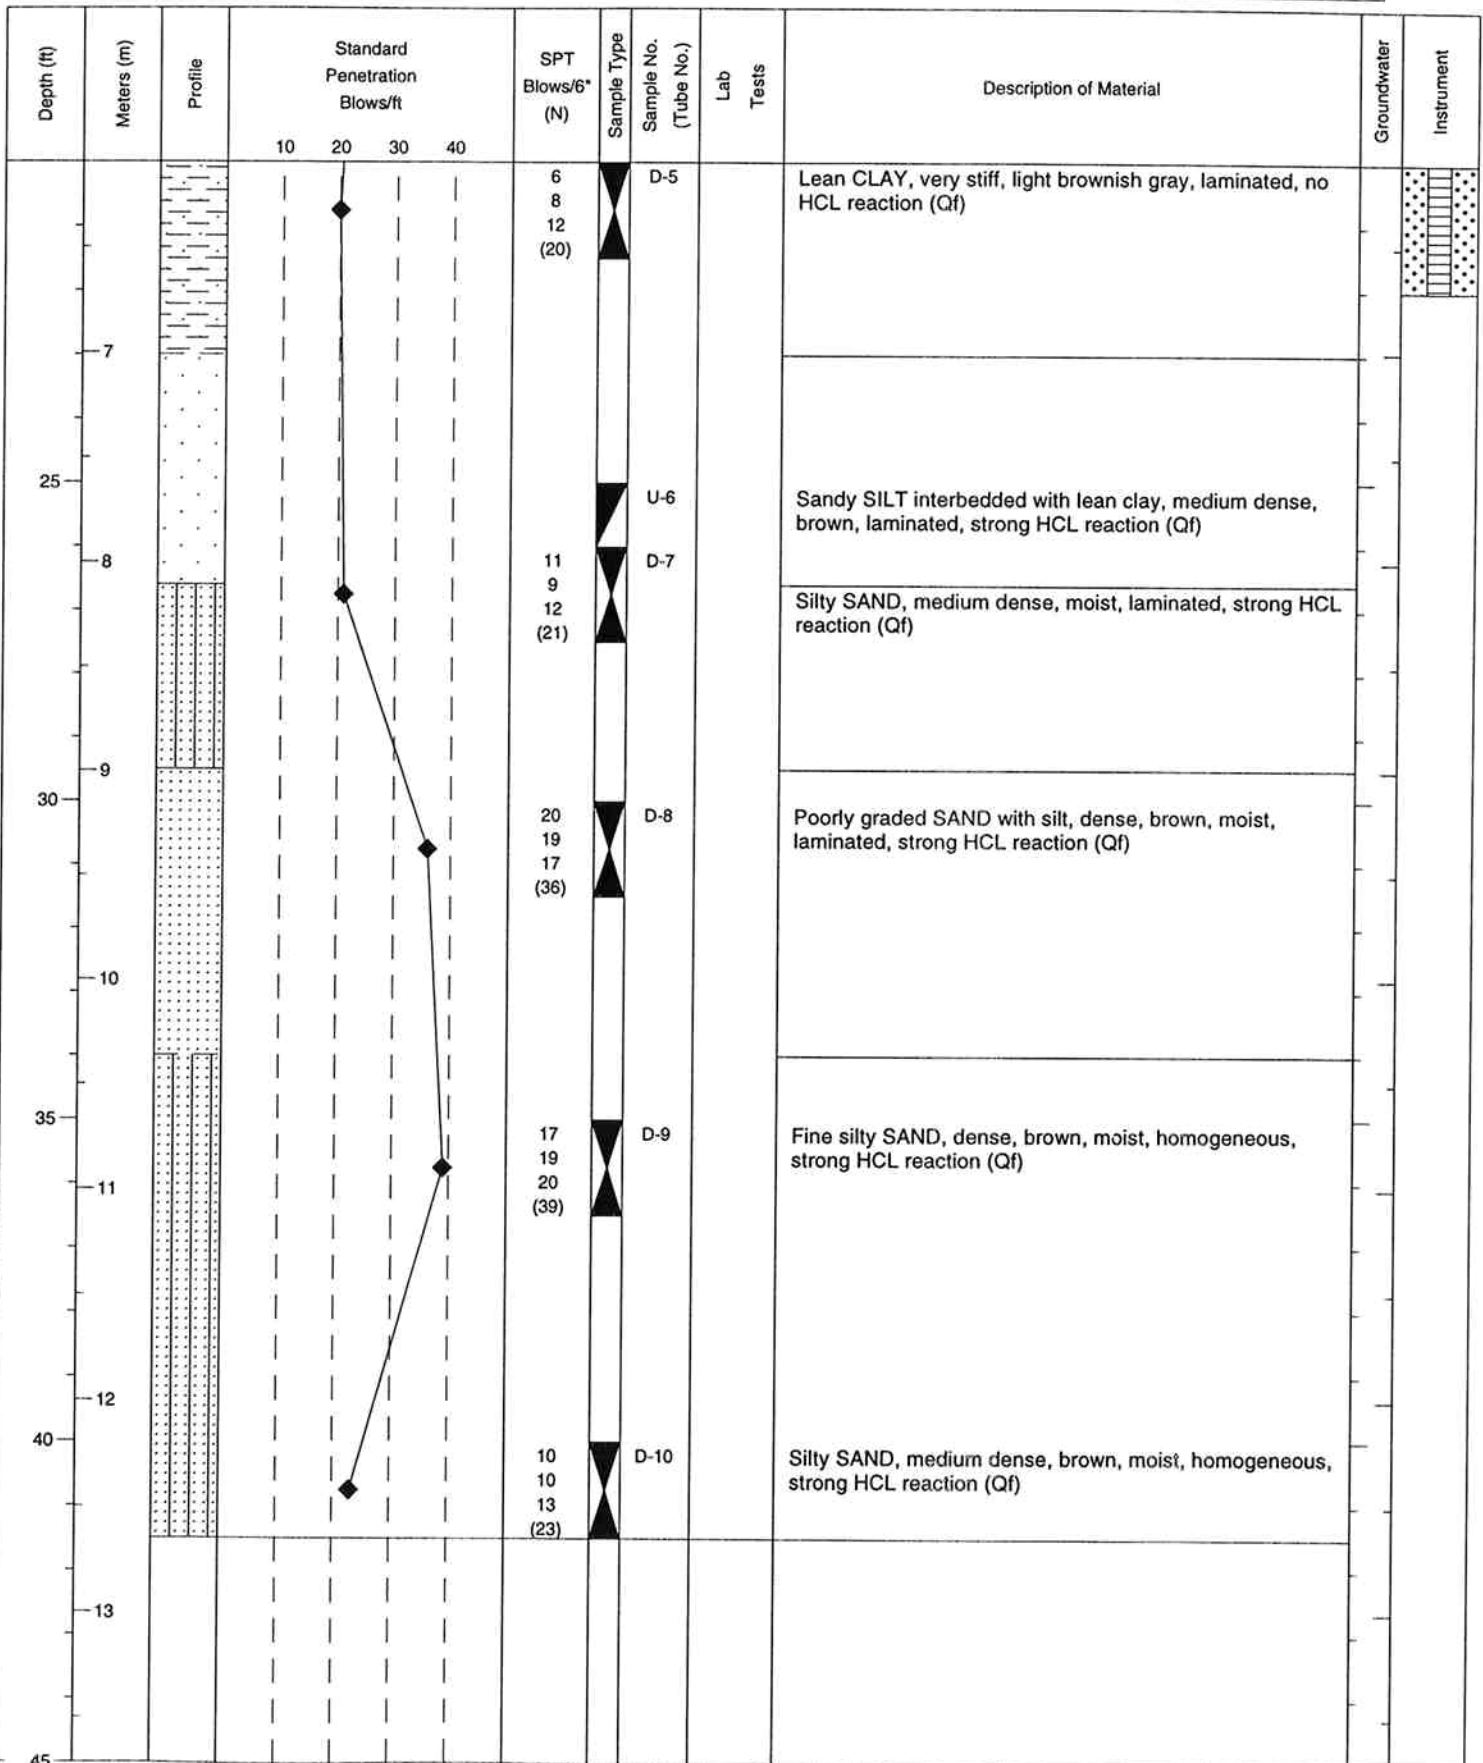 Depth (ft)
Meters (m)
Profile
Standard
Penetration
Blows/ft
10 20 30 40
SPT
Blows/6"
(N)
Sample Type
Sample No.
(Tube No.)
Lab
Tests
Description of Material
Groundwater
Instrument
6
8
12
(20)
D-5
Lean CLAY, very stiff, light brownish gray, laminated, no
HCL reaction (Qf)
7
25
U-6
Sandy SILT interbedded with lean clay, medium dense,
brown, laminated, strong HCL reaction (Qf)
8
11
9
12
(21)
D-7
Silty SAND, medium dense, moist, laminated, strong HCL
reaction (Qf)
9
30
20
19
17
(36)
D-8
Poorly graded SAND with silt, dense, brown, moist,
laminated, strong HCL reaction (Qf)
10
35
17
19
20
(39)
D-9
Fine silty SAND, dense, brown, moist, homogeneous,
strong HCL reaction (Qf)
11
12
40
10
10
13
(23)
D-10
Silty SAND, medium dense, brown, moist, homogeneous,
strong HCL reaction (Qf)
13
45